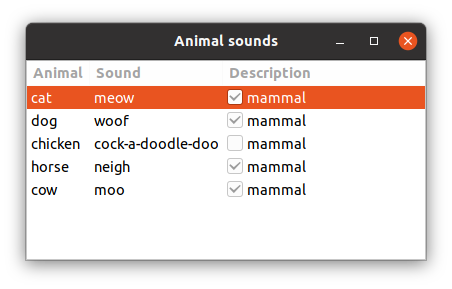 Animal sounds
Animal Sound Description
cat meow mammal
dog woof mammal
chicken cock-a-doodle-doo mammal
horse neigh mammal
cow moo mammal